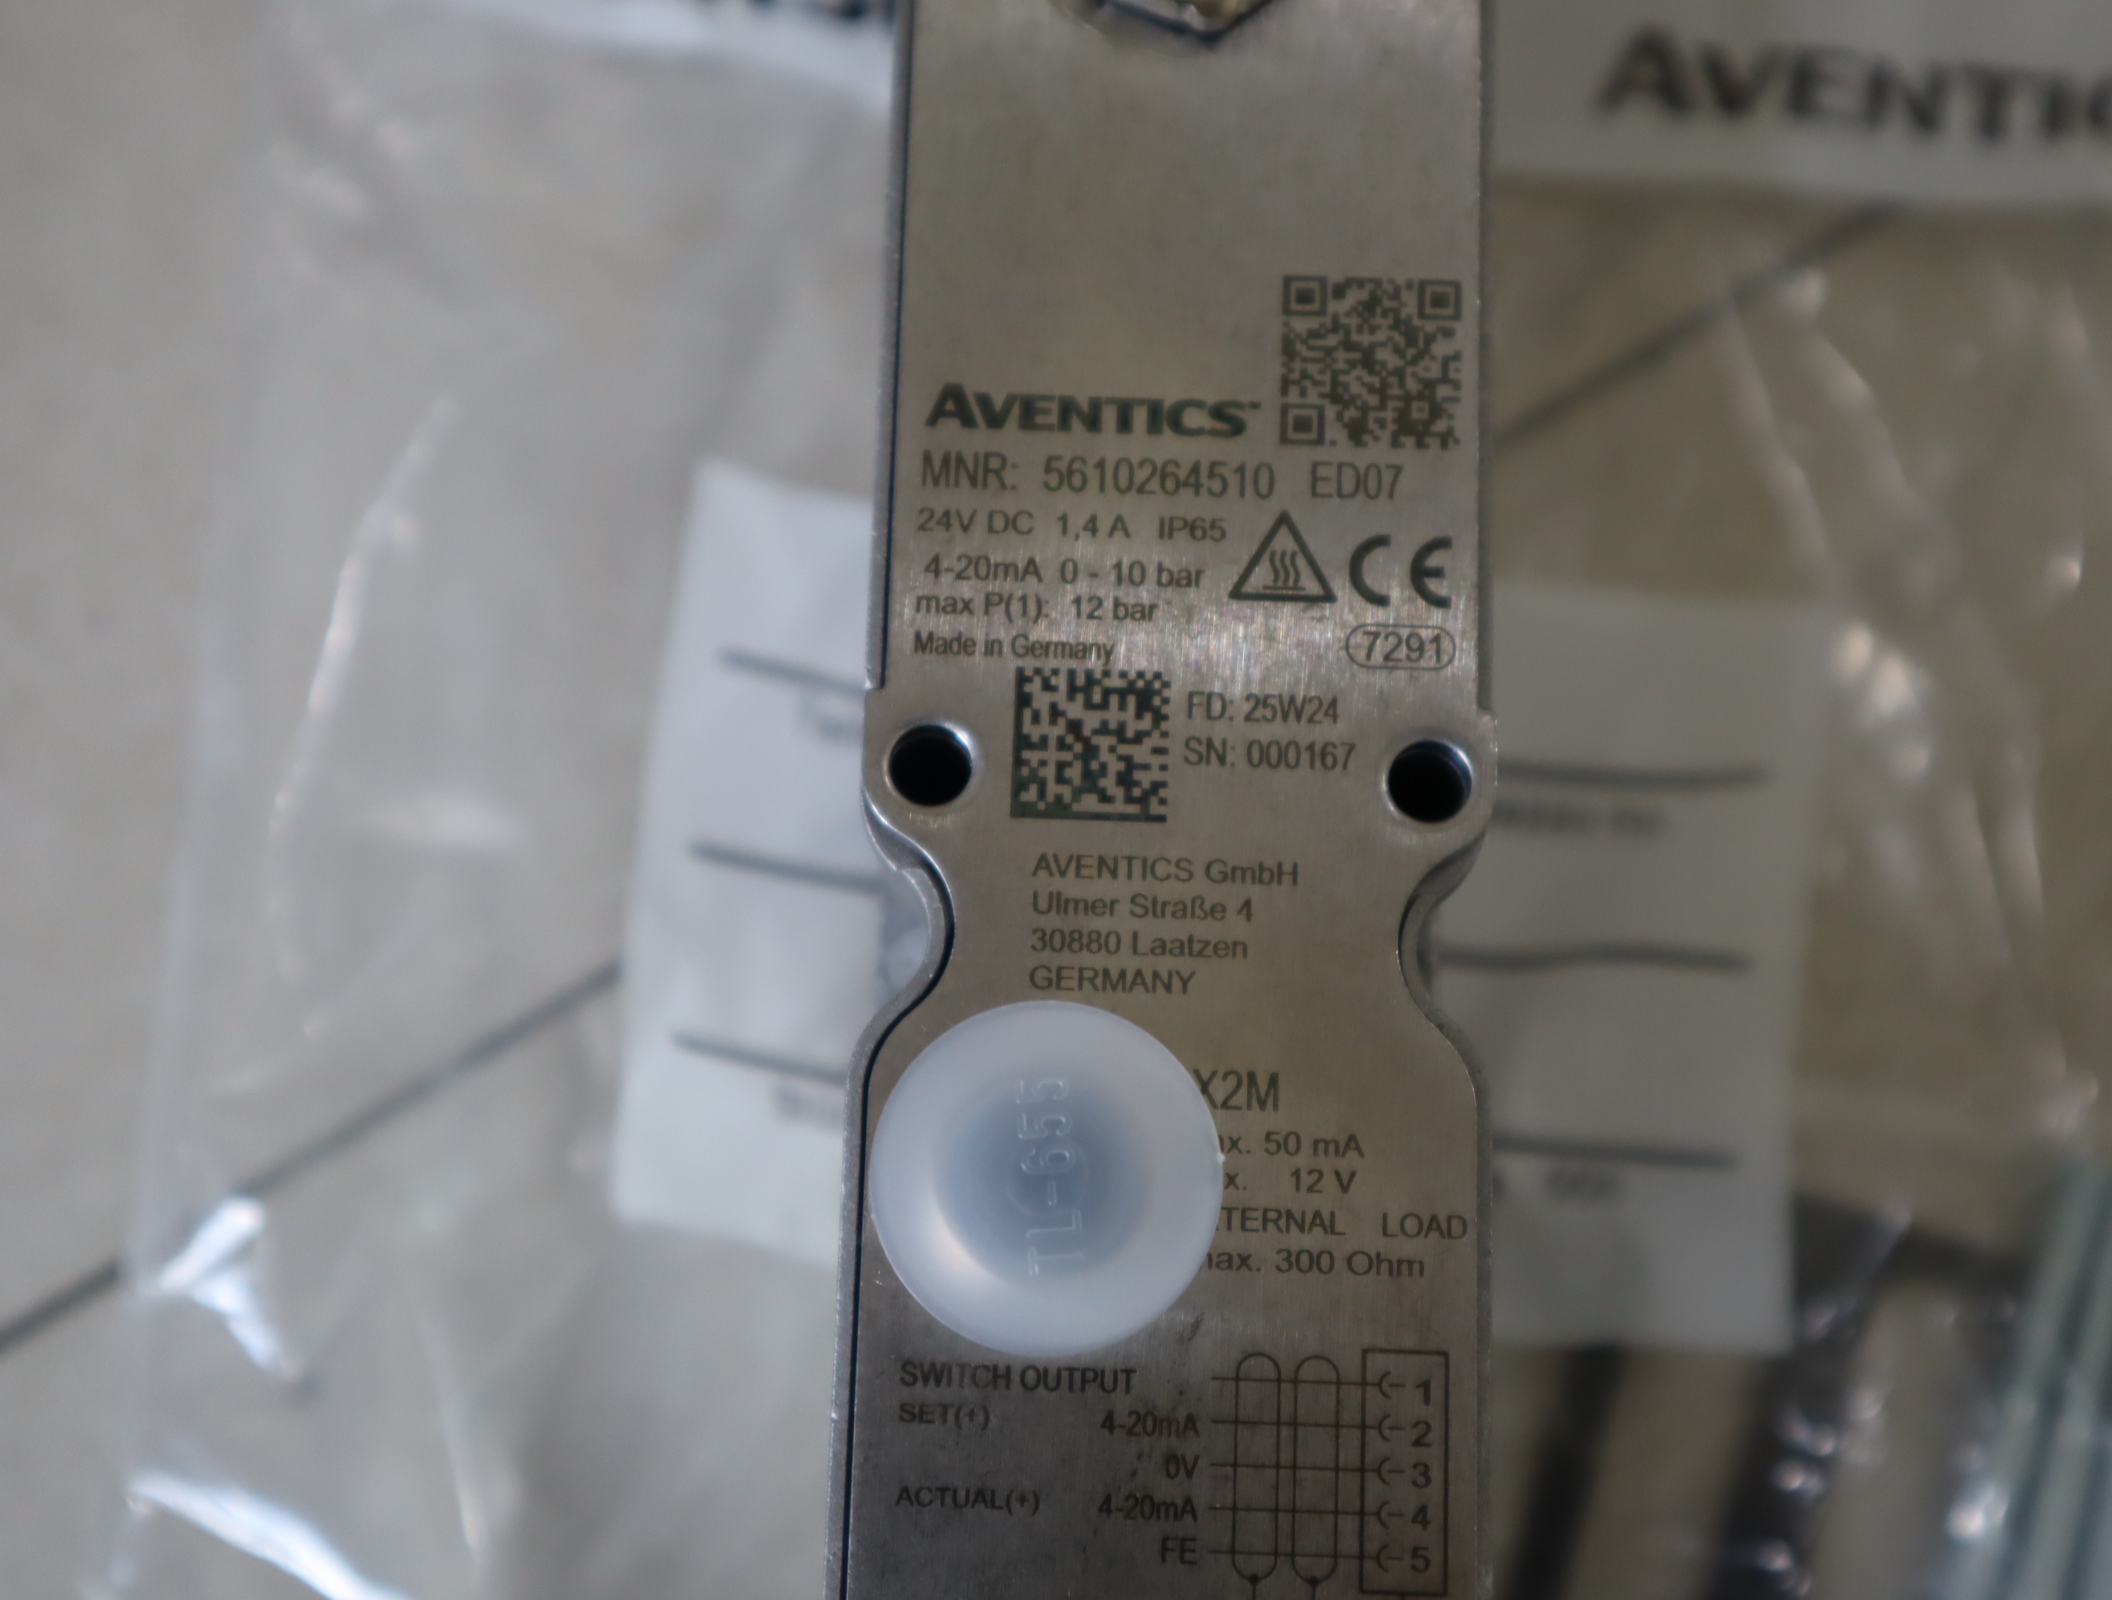 AVENTICS™
MNR: 5610264510 ED07
24V DC 1,4 A IP65
4-20mA 0 - 10 bar
max P(1): 12 bar
CE
Made in Germany
7291
FD: 25W24
SN: 000167
AVENTICS GmbH
Ulmer Straße 4
30880 Laatzen
GERMANY
X2M
TL-655
50 mA
12 V
LOAD
300 Ohm
SWITCH OUTPUT
1
SET(+) 4-20mA 2
0V 3
ACTUAL(+) 4-20mA 4
FE 5